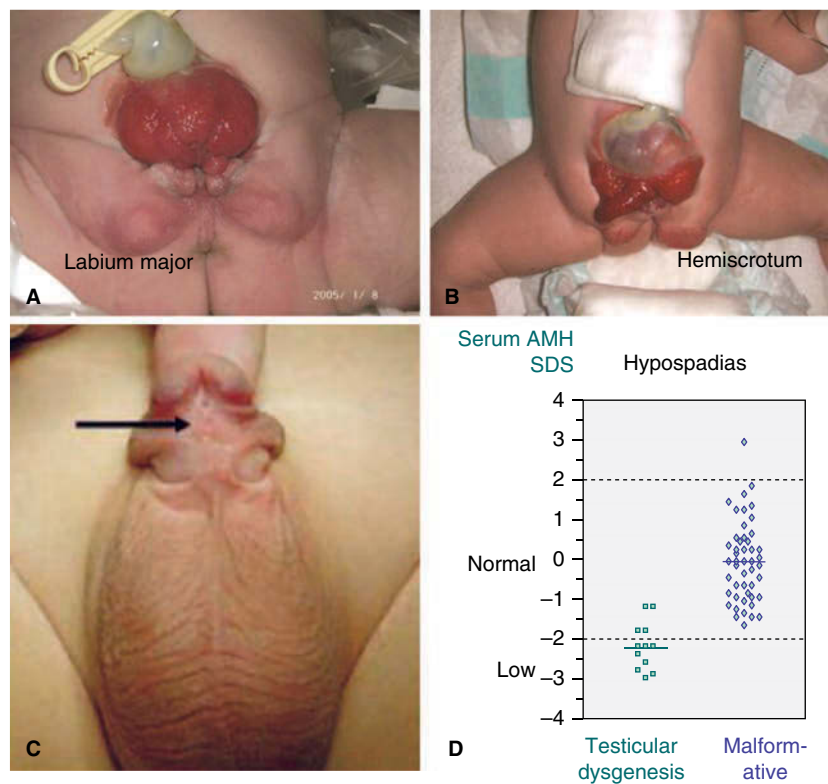 Labium major
A
2005/ 1/ 8
Hemiscrotum
B
C
Serum AMH
SDS
Hypospadias
4
3
2
1
0
–1
–2
–3
–4
Normal
Low
D
Testicular
dysgenesis
Malform-
ative